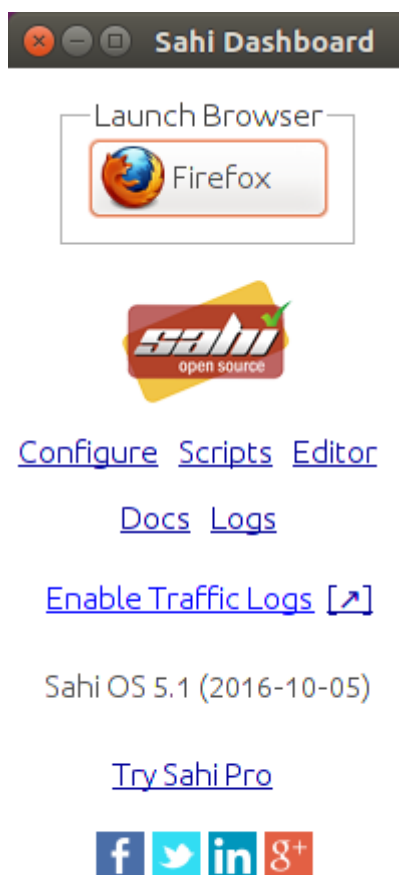 Sahi Dashboard
Launch Browser
Firefox
sahi
open source
Configure Scripts Editor
Docs Logs
Enable Traffic Logs [↗]
Sahi OS 5.1 (2016-10-05)
Try Sahi Pro
f in g+